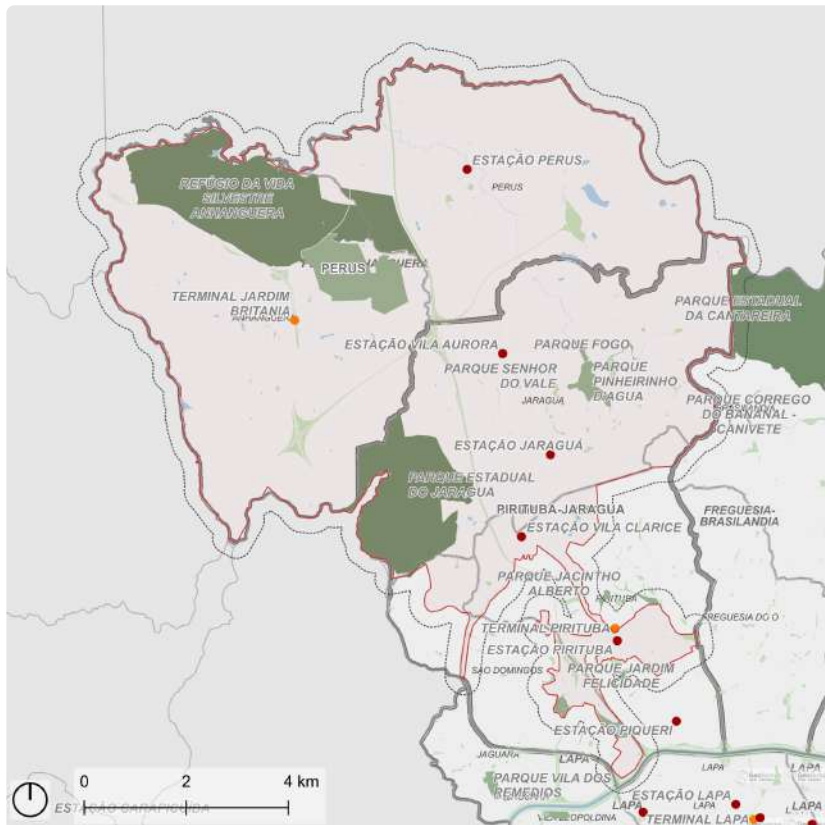 ESTAÇÃO PERUS
PERUS
REFÚGIO DA VIDA
SILVESTRE
ANHANGUERA
PERUS
TERMINAL JARDIM
BRITANIA
ANHANGUERA
PARQUE ESTADUAL
DA CANTAREIRA
ESTAÇÃO VILA AURORA
PARQUE FOGO
PARQUE SENHOR
DO VALE
PARQUE
PINHEIRINHO
D'AGUA
JARAGUA
PARQUE CORREGO
DO BANANAL -
CANIVETE
ESTAÇÃO JARAGUÁ
PARQUE ESTADUAL
DO JARAGUA
PIRITUBA-JARAGUA
FREGUESIA-
BRASILANDIA
ESTAÇÃO VILA CLARICE
PARQUE JACINTHO
ALBERTO
PIRITUBA
FREGUESIA DO O
TERMINAL PIRITUBA
ESTAÇÃO PIRITUBA
SAO DOMINGOS
PARQUE JARDIM
FELICIDADE
ESTAÇÃO PIQUERI
JAGUARA
LAPA
LAPA
LAPA
PARQUE VILA DOS
REMEDIOS
ESTAÇÃO LAPA
LAPA
LAPA
LAPA
TERMINAL LAPA
0 2 4 km
ESTAÇÃO CARAPICUÍBA